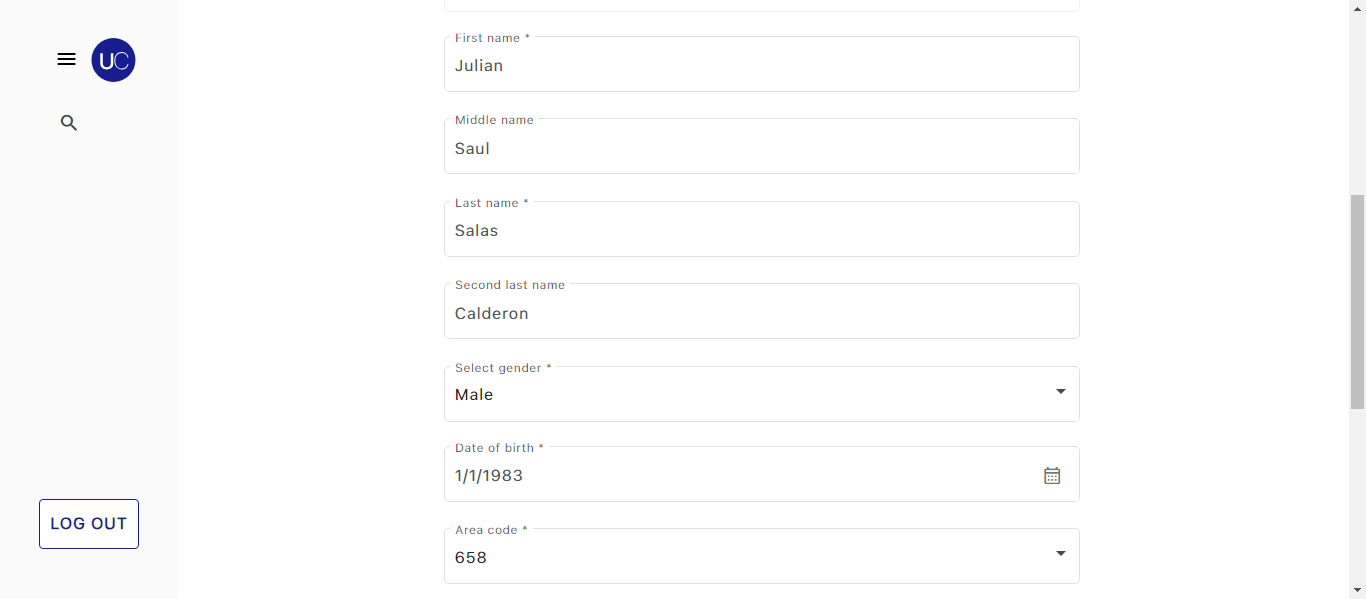 UC
First name *
Julian
Middle name
Saul
Last name *
Salas
Second last name
Calderon
Select gender *
Male
Date of birth *
1/1/1983
Area code *
658
LOG OUT